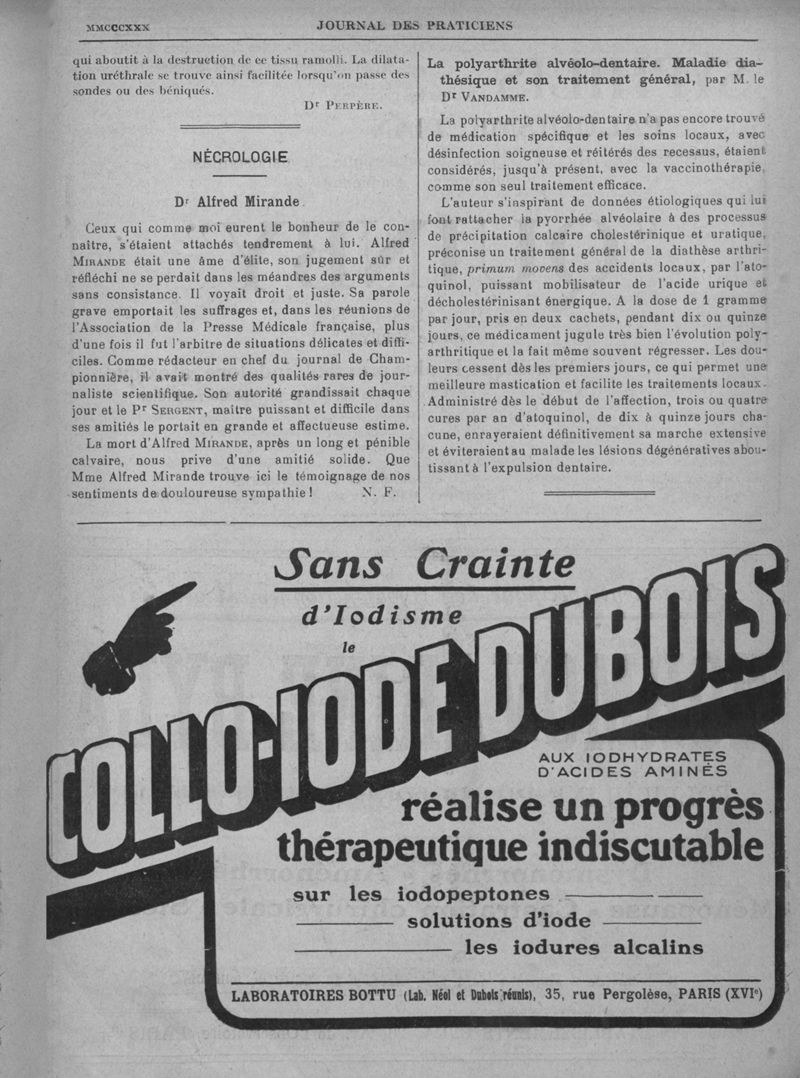 MMCCCXXX
JOURNAL DES PRATICIENS
qui aboutit à la destruction de ce tissu ramolli. La dilata-
tion uréthrale se trouve ainsi facilitée lorsqu'on passe des
sondes ou des béniqués.
Dr PERPÈRE.
NÉCROLOGIE
Dr Alfred Mirande
Ceux qui comme moi eurent le bonheur de le con-
naître, s'étaient attachés tendrement à lui. Alfred
MIRANDE était une âme d'élite, son jugement sûr et
réfléchi ne se perdait dans les méandres des arguments
sans consistance. Il voyait droit et juste. Sa parole
grave emportait les suffrages et, dans les réunions de
l'Association de la Presse Médicale française, plus
d'une fois il fut l'arbitre de situations délicates et diffi-
ciles. Comme rédacteur en chef du journal de Cham-
pionnière, il avait montré des qualités rares de jour-
naliste scientifique. Son autorité grandissait chaque
jour et le Pr SERGENT, maître puissant et difficile dans
ses amitiés le portait en grande et affectueuse estime.
La mort d'Alfred MIRANDE, après un long et pénible
calvaire, nous prive d'une amitié solide. Que
Mme Alfred Mirande trouve ici le témoignage de nos
sentiments de douloureuse sympathie ! N. F.
La polyarthrite alvéolo-dentaire. Maladie dia-
thésique et son traitement général, par M. le
Dr VANDAMME.
La polyarthrite alvéolo-dentaire n'a pas encore trouvé
de médication spécifique et les soins locaux, avec
désinfection soigneuse et réitérés des recessus, étaient
considérés, jusqu'à présent, avec la vaccinothérapie,
comme son seul traitement efficace.
L'auteur s'inspirant de données étiologiques qui lui
font rattacher la pyorrhée alvéolaire à des processus
de précipitation calcaire cholestérinique et uratique,
préconise un traitement général de la diathèse arthri-
tique, primum movens des accidents locaux, par l'ato-
quinol, puissant mobilisateur de l'acide urique et
décholestérinisant énergique. A la dose de 1 gramme
par jour, pris en deux cachets, pendant dix ou quinze
jours, ce médicament jugule très bien l'évolution poly-
arthritique et la fait même souvent régresser. Les dou-
leurs cessent dès les premiers jours, ce qui permet une
meilleure mastication et facilite les traitements locaux.
Administré dès le début de l'affection, trois ou quatre
cures par an d'atoquinol, de dix à quinze jours cha-
cune, enrayeraient définitivement sa marche extensive
et éviteraient au malade les lésions dégénératives abou-
tissant à l'expulsion dentaire.
Sans Crainte
d'Iodisme
le
COLLO-IODE DUBOIS
AUX IODHYDRATES
D'ACIDES AMINÉS
réalise un progrès
thérapeutique indiscutable
sur les iodopeptones
solutions d'iode
les iodures alcalins
LABORATOIRES BOTTU (Lab. Néol et Dubois réunis), 35, rue Pergolèse, PARIS (XVIe)